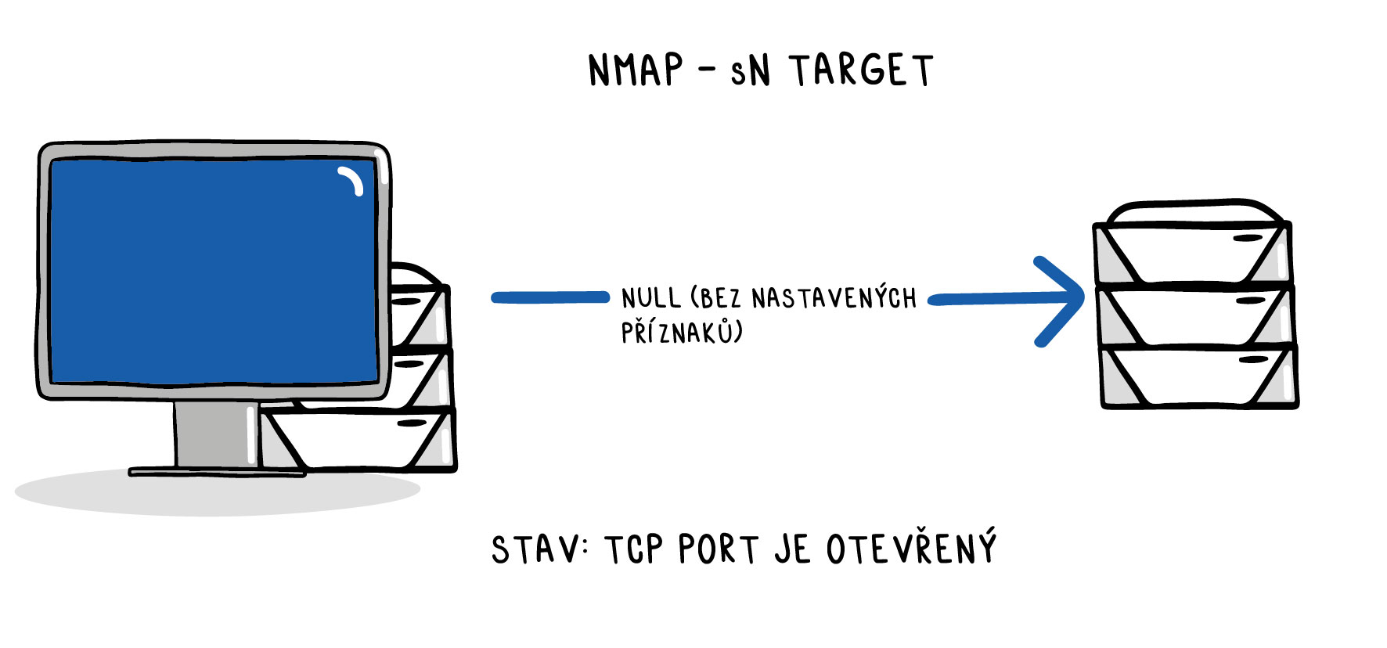 NMAP - sN TARGET
NULL (BEZ NASTAVENÝCH
PŘÍZNAKŮ)
STAV: TCP PORT JE OTEVŘENÝ